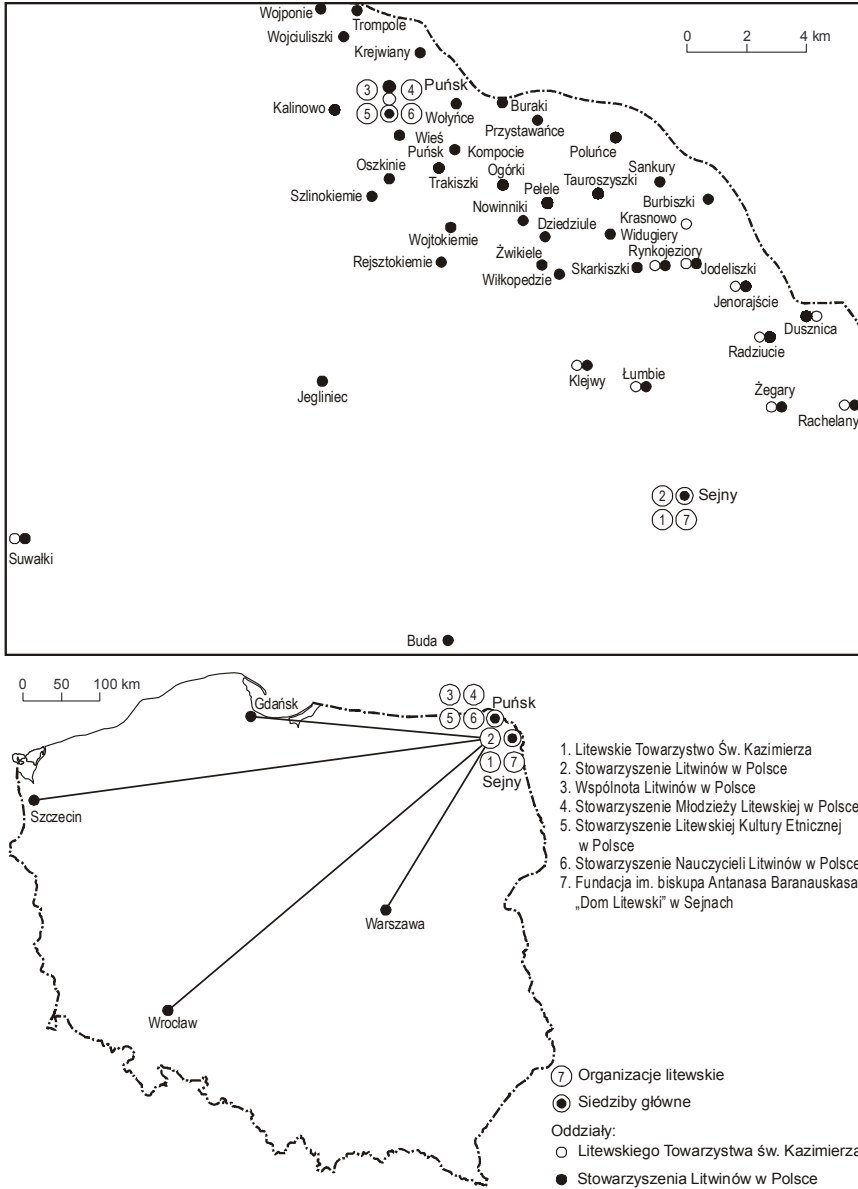 Wojponie
Trompole
Wojciuliszki
Krejwiany
0 2 4 km
3 4 Puńsk
Kalinowo
5 6
Wołyńce
Buraki
Przystawańce
Wieś
Puńsk
Kompocie
Poluńce
Oszkinie
Trakiszki
Ogórki
Sankury
Szlinokiemie
Pełele
Tauroszyszki
Burbiszki
Nowinniki
Dziedziule
Krasnowo
Widugiery
Wojtokiemie
Żwikiele
Rynkojeziory
Rejsztokiemie
Wiłkopedzie
Skarkiszki
Jodeliszki
Jenorajście
Dusznica
Radziucie
Klejwy
Łumbie
Jegliniec
Żegary
Rachelany
2 Sejny
1 7
Suwałki
Buda
0 50 100 km
Gdańsk
3 4
Puńsk
5 6
2
1 7
Sejny
Szczecin
Warszawa
Wrocław
1. Litewskie Towarzystwo Św. Kazimierza
2. Stowarzyszenie Litwinów w Polsce
3. Wspólnota Litwinów w Polsce
4. Stowarzyszenie Młodzieży Litewskiej w Polsce
5. Stowarzyszenie Litewskiej Kultury Etnicznej
w Polsce
6. Stowarzyszenie Nauczycieli Litwinów w Polsce
7. Fundacja im. biskupa Antanasa Baranauskasa
„Dom Litewski” w Sejnach
7 Organizacje litewskie
Siedziby główne
Oddziały:
Litewskiego Towarzystwa św. Kazimierza
Stowarzyszenia Litwinów w Polsce